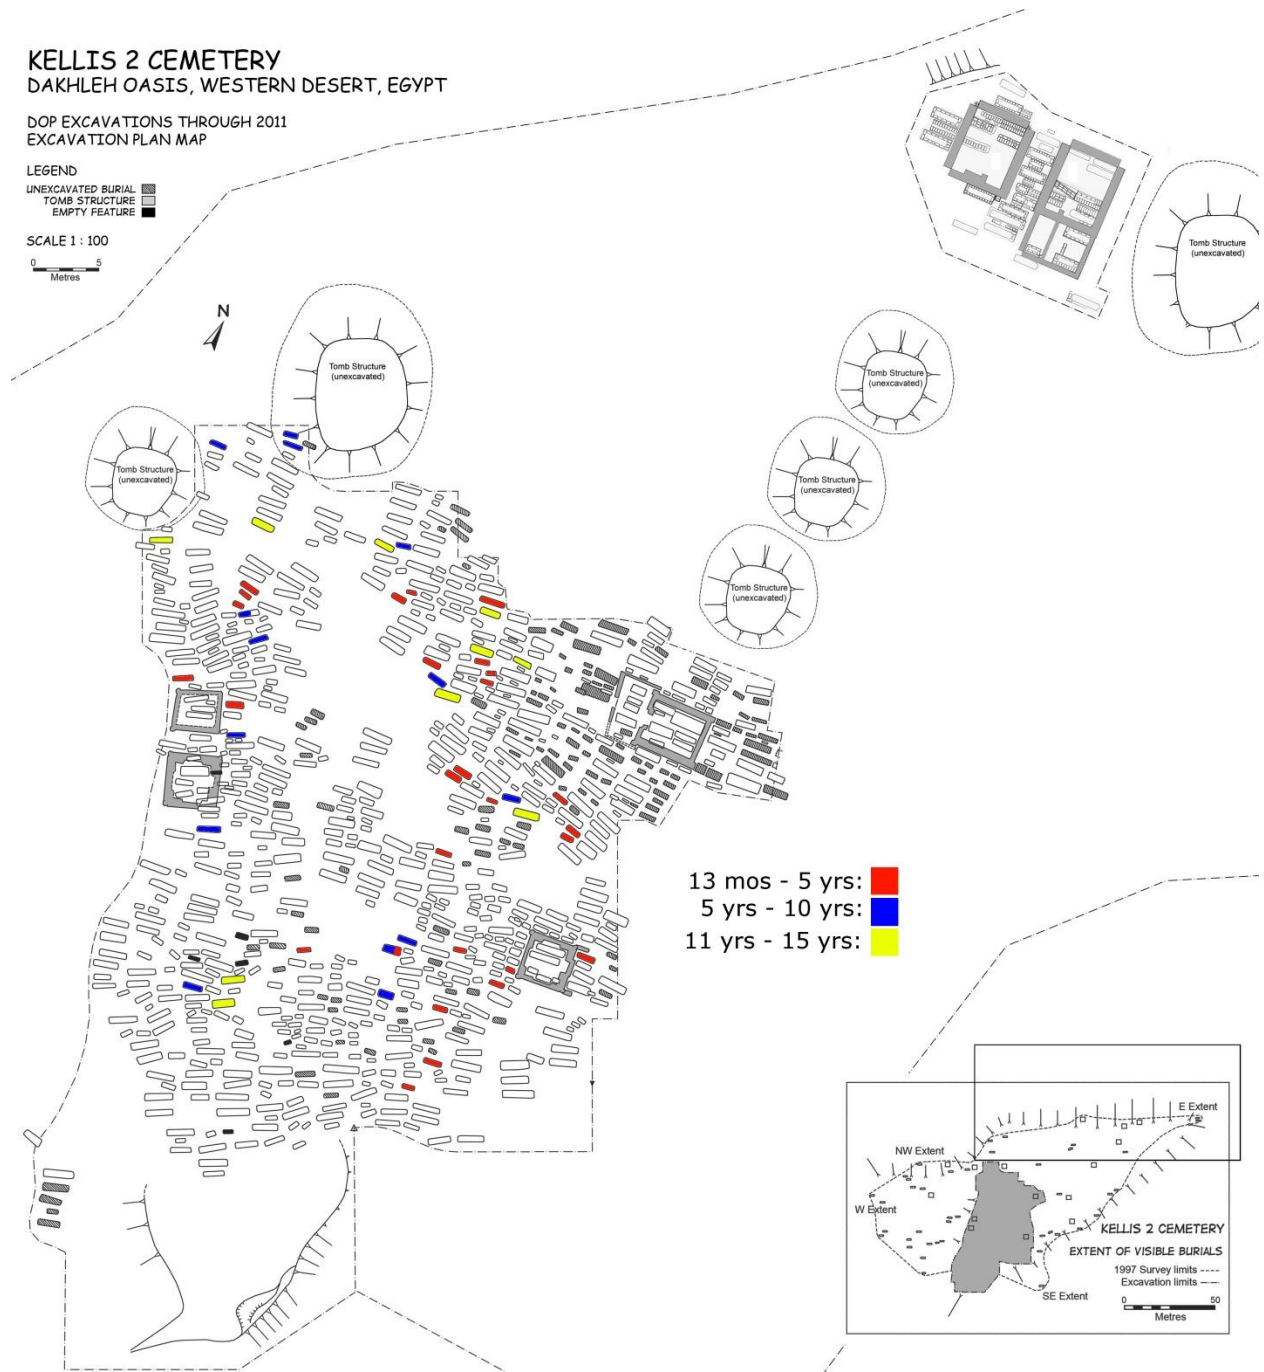 KELLIS 2 CEMETERY
DAKHLEH OASIS, WESTERN DESERT, EGYPT
DOP EXCAVATIONS THROUGH 2011
EXCAVATION PLAN MAP
LEGEND
UNEXCAVATED BURIAL
TOMB STRUCTURE
EMPTY FEATURE
SCALE 1 : 100
0 5
Metres
N
Tomb Structure
(unexcavated)
Tomb Structure
(unexcavated)
Tomb Structure
(unexcavated)
Tomb Structure
(unexcavated)
Tomb Structure
(unexcavated)
Tomb Structure
(unexcavated)
13 mos - 5 yrs:
5 yrs - 10 yrs:
11 yrs - 15 yrs:
E Extent
NW Extent
W Extent
KELLIS 2 CEMETERY
EXTENT OF VISIBLE BURIALS
1997 Survey limits
Excavation limits
SE Extent
0 50
Metres